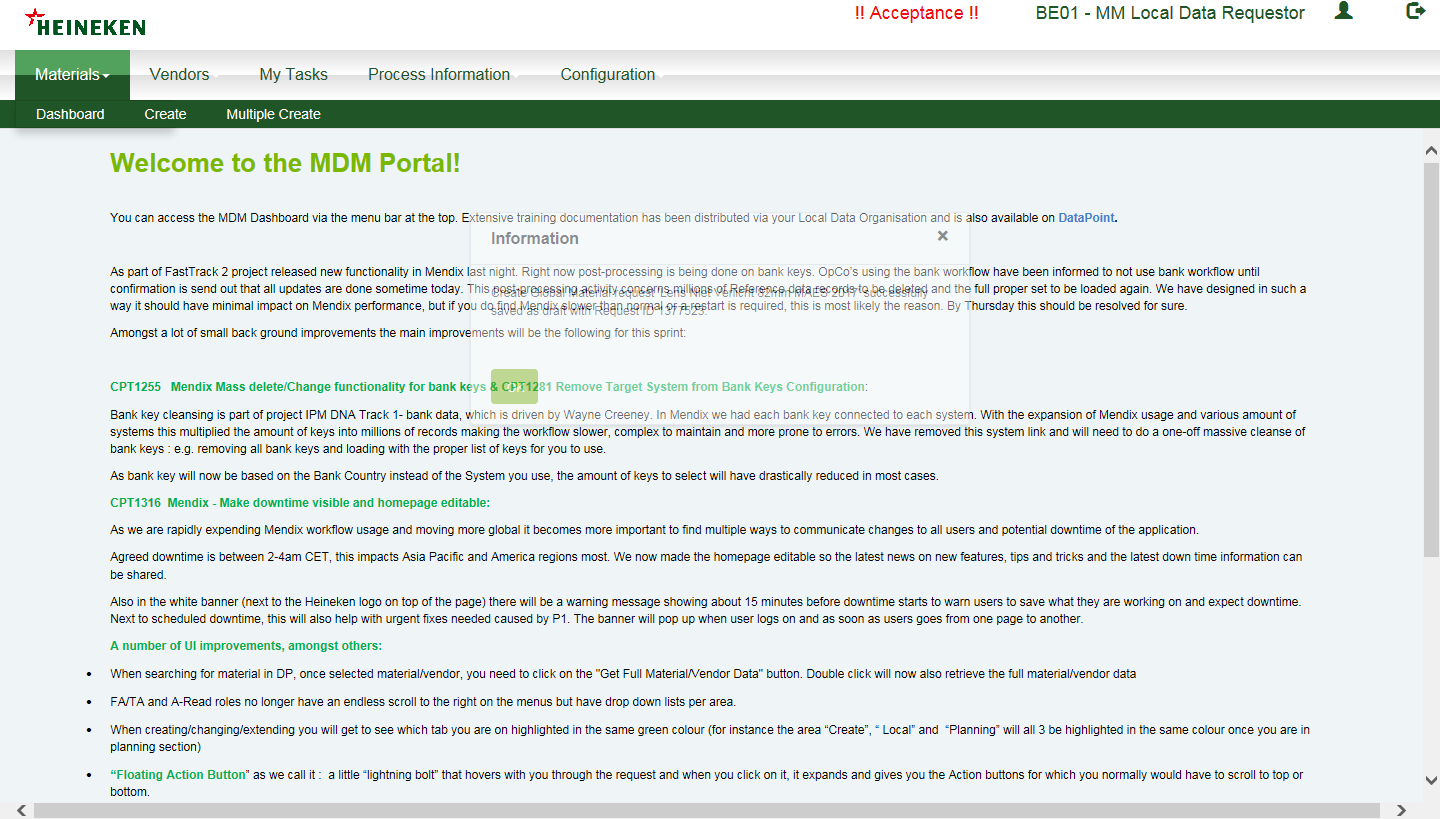 HEINEKEN
!! Acceptance !!
BE01 - MM Local Data Requestor
Materials
Vendors
My Tasks
Process Information
Configuration
Dashboard
Create
Multiple Create
Welcome to the MDM Portal!
You can access the MDM Dashboard via the menu bar at the top. Extensive training documentation has been distributed via your Local Data Organisation and is also available on DataPoint.
Information
×
As part of FastTrack 2 project released new functionality in Mendix last night. Right now post-processing is being done on bank keys. OpCo's using the bank workflow have been informed to not use bank workflow until
confirmation is send out that all updates are done sometime today. This post-processing activity concerns millions of Reference data records to be deleted and the full proper set to be loaded again. We have designed in such a
way it should have minimal impact on Mendix performance, but if you do find Mendix slower than normal or a restart is required, this is most likely the reason. By Thursday this should be resolved for sure.
Create Global Material request 'Lens Niet Verlicht 82mm MAES 2017' successfully
saved as draft with Request ID 1377523.
Amongst a lot of small back ground improvements the main improvements will be the following for this sprint:
CPT1255 Mendix Mass delete/Change functionality for bank keys & CPT1281 Remove Target System from Bank Keys Configuration:
Bank key cleansing is part of project IPM DNA Track 1- bank data, which is driven by Wayne Creeney. In Mendix we had each bank key connected to each system. With the expansion of Mendix usage and various amount of
systems this multiplied the amount of keys into millions of records making the workflow slower, complex to maintain and more prone to errors. We have removed this system link and will need to do a one-off massive cleanse of
bank keys : e.g. removing all bank keys and loading with the proper list of keys for you to use.
As bank key will now be based on the Bank Country instead of the System you use, the amount of keys to select will have drastically reduced in most cases.
CPT1316 Mendix - Make downtime visible and homepage editable:
As we are rapidly expending Mendix workflow usage and moving more global it becomes more important to find multiple ways to communicate changes to all users and potential downtime of the application.
Agreed downtime is between 2-4am CET, this impacts Asia Pacific and America regions most. We now made the homepage editable so the latest news on new features, tips and tricks and the latest down time information can
be shared.
Also in the white banner (next to the Heineken logo on top of the page) there will be a warning message showing about 15 minutes before downtime starts to warn users to save what they are working on and expect downtime.
Next to scheduled downtime, this will also help with urgent fixes needed caused by P1. The banner will pop up when user logs on and as soon as users goes from one page to another.
A number of UI improvements, amongst others:
• When searching for material in DP, once selected material/vendor, you need to click on the "Get Full Material/Vendor Data" button. Double click will now also retrieve the full material/vendor data
• FA/TA and A-Read roles no longer have an endless scroll to the right on the menus but have drop down lists per area.
• When creating/changing/extending you will get to see which tab you are on highlighted in the same green colour (for instance the area “Create”, “ Local” and “Planning” will all 3 be highlighted in the same colour once you are in
planning section)
• “Floating Action Button” as we call it : a little “lightning bolt” that hovers with you through the request and when you click on it, it expands and gives you the Action buttons for which you normally would have to scroll to top or
bottom.